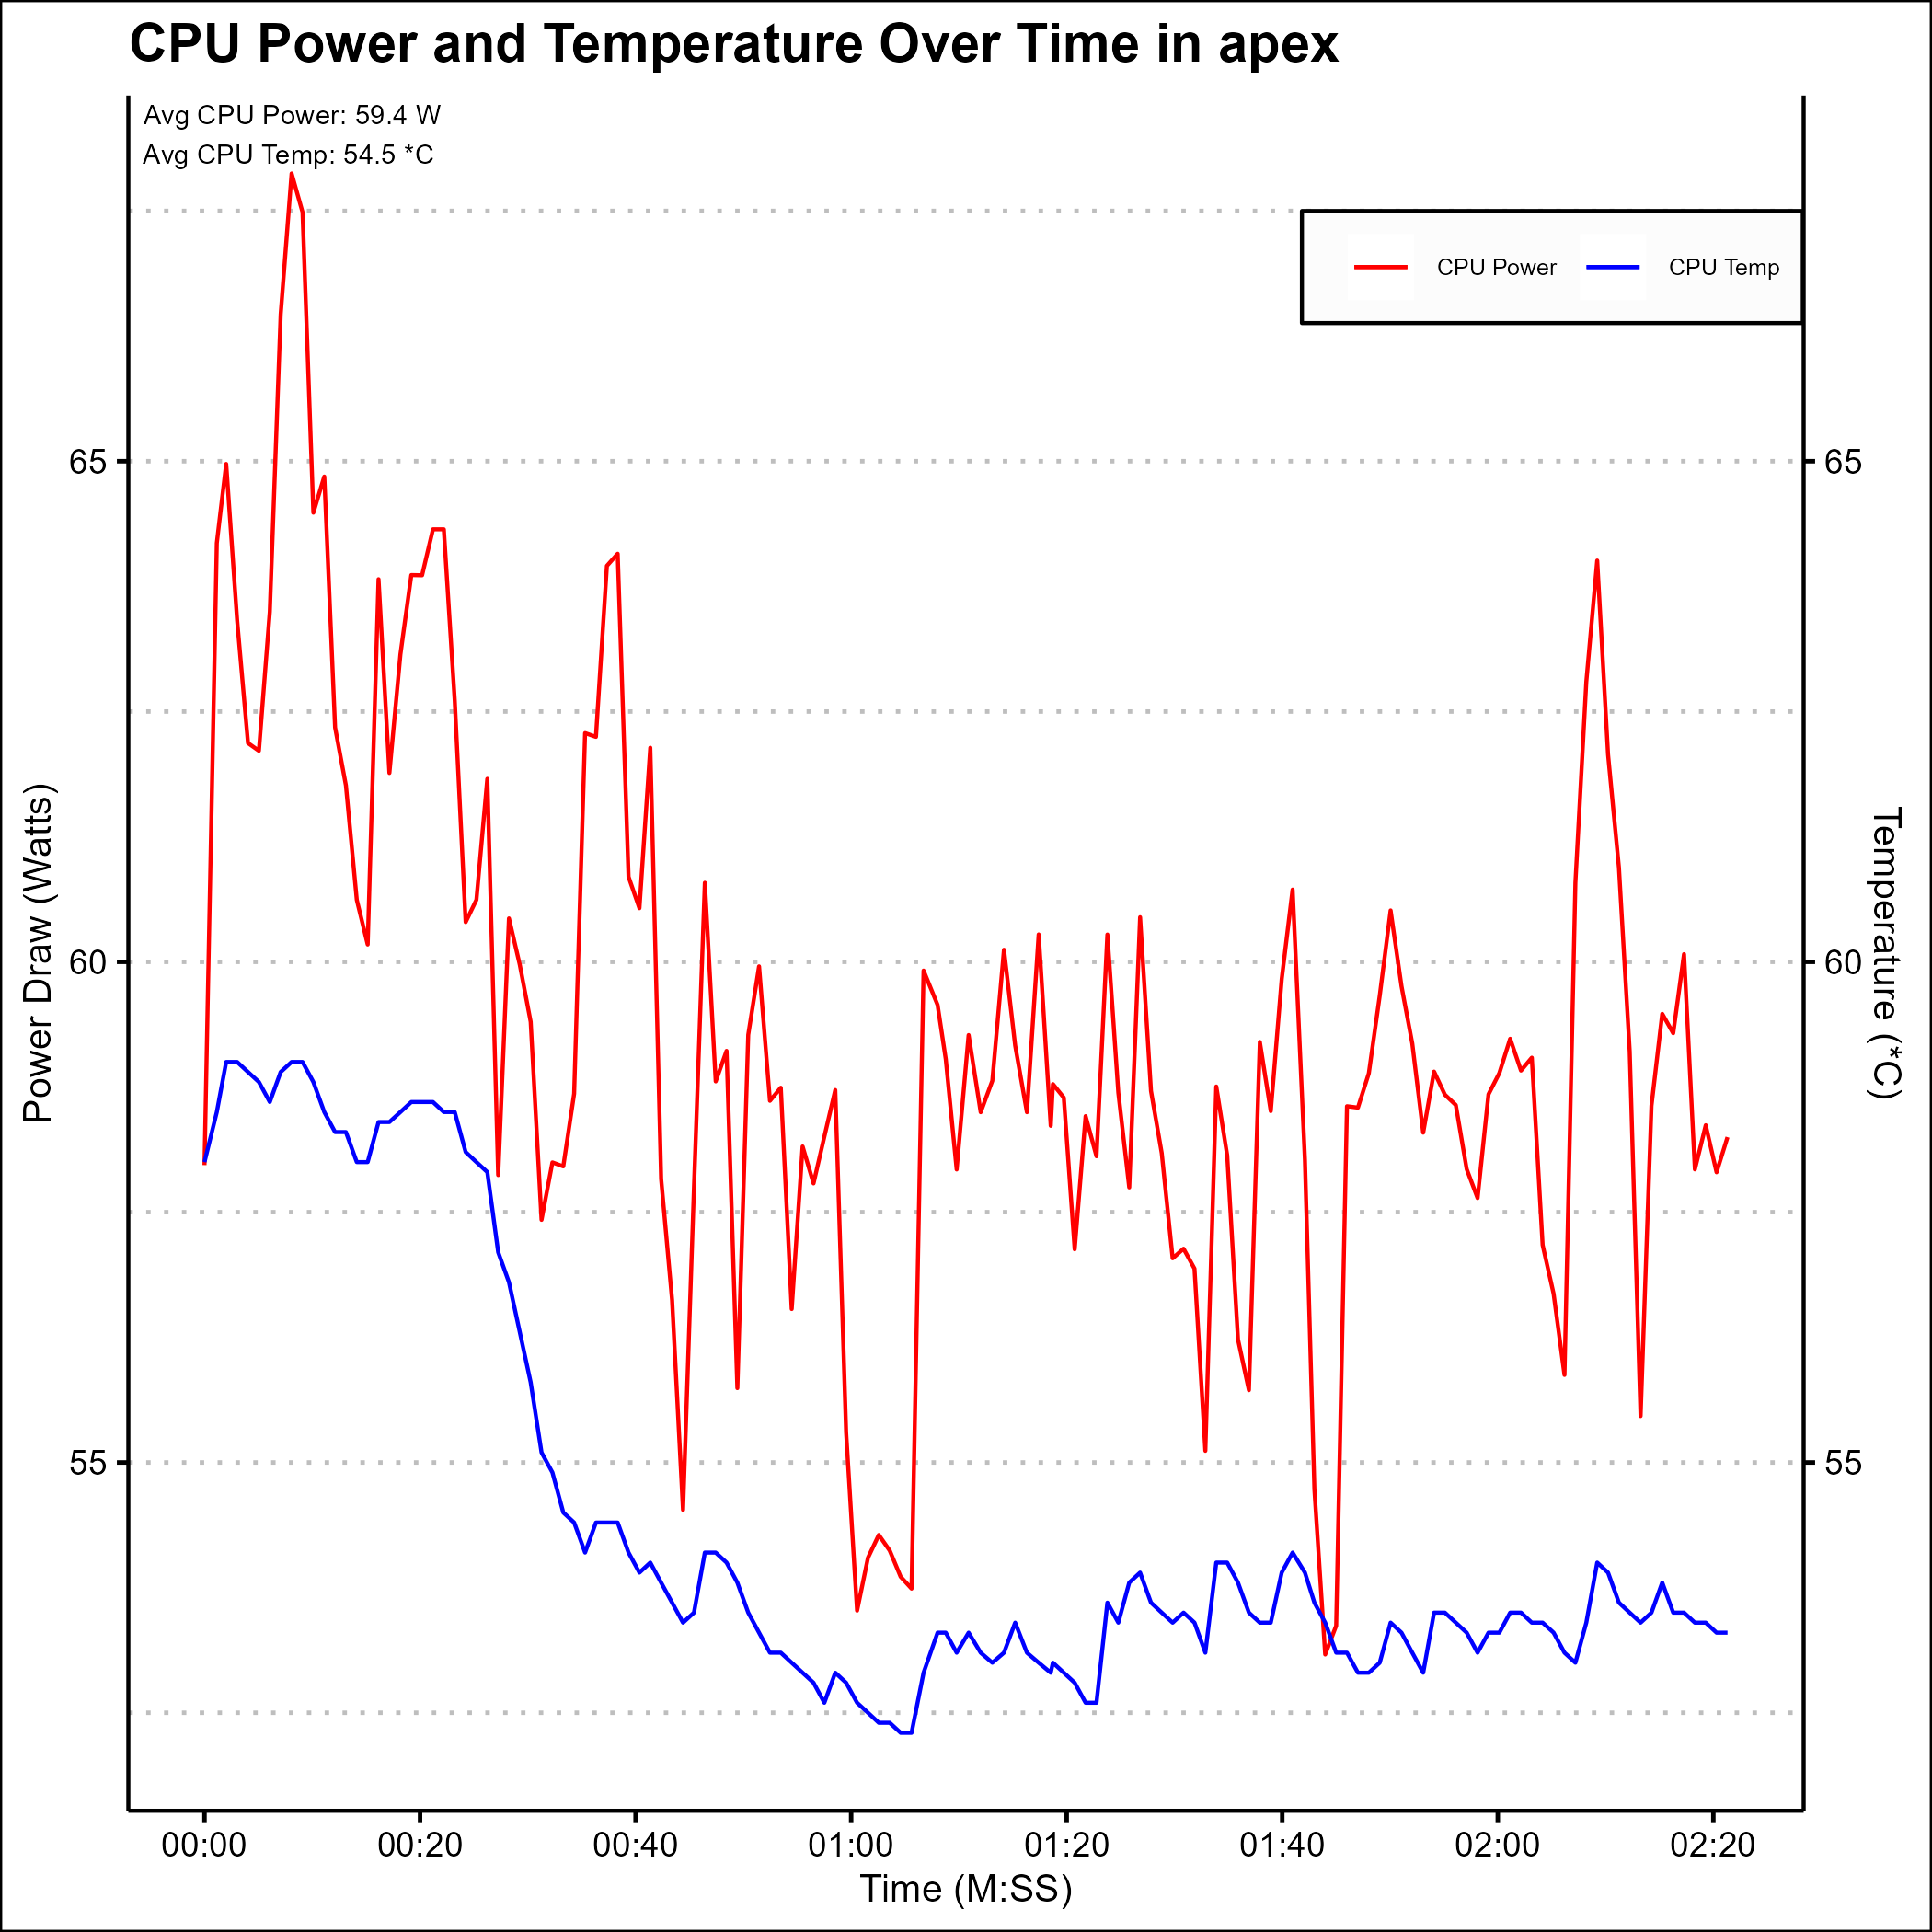 CPU Power and Temperature Over Time in apex
Avg CPU Power: 59.4 W
Avg CPU Temp: 54.5 *C
CPU Power
CPU Temp
65
60
55
Power Draw (Watts)
65
60
55
Temperature (*C)
00:00
00:20
00:40
01:00
01:20
01:40
02:00
02:20
Time (M:SS)